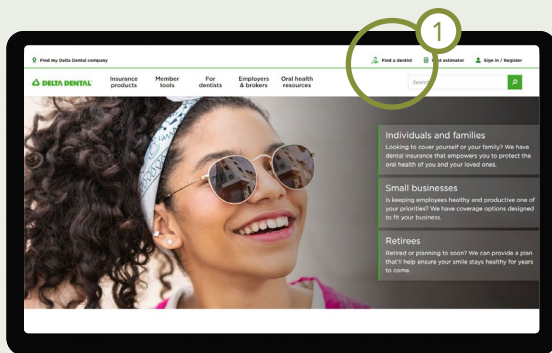 1
Find my Delta Dental company
Find a dentist
Cost estimator
Sign in / Register
DELTA DENTAL
Insurance products
Member tools
For dentists
Employers & brokers
Oral health resources
Search
Individuals and families
Looking to cover yourself or your family? We have
dental insurance that empowers you to protect the
oral health of you and your loved ones.
Small businesses
Is keeping employees healthy and productive one of
your priorities? We have coverage options designed
to fit your business.
Retirees
Retired or planning to soon? We can provide a plan
that'll help ensure your smile stays healthy for years
to come.